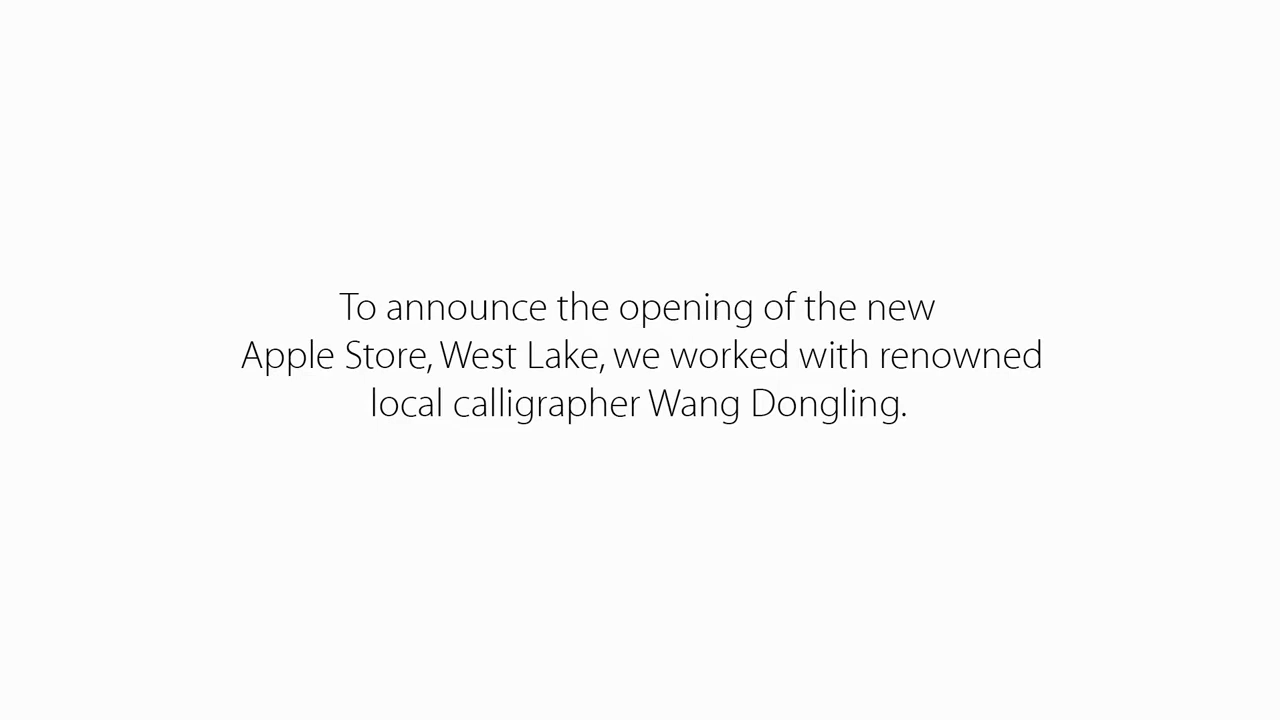 To announce the opening of the new
Apple Store, West Lake, we worked with renowned
local calligrapher Wang Dongling.